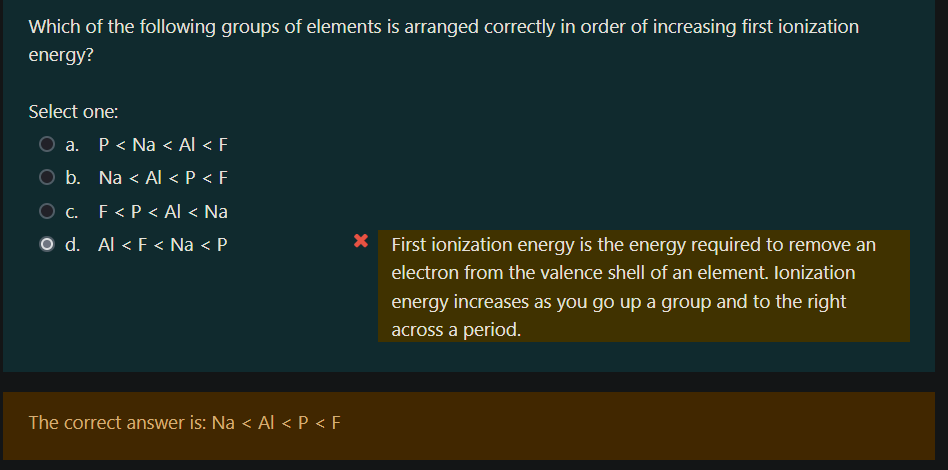 Which of the following groups of elements is arranged correctly in order of increasing first ionization
energy?
Select one:
a. P < Na < Al < F
b. Na < Al < P < F
c. F < P < Al < Na
d. Al < F < Na < P
First ionization energy is the energy required to remove an
electron from the valence shell of an element. Ionization
energy increases as you go up a group and to the right
across a period.
The correct answer is: Na < Al < P < F